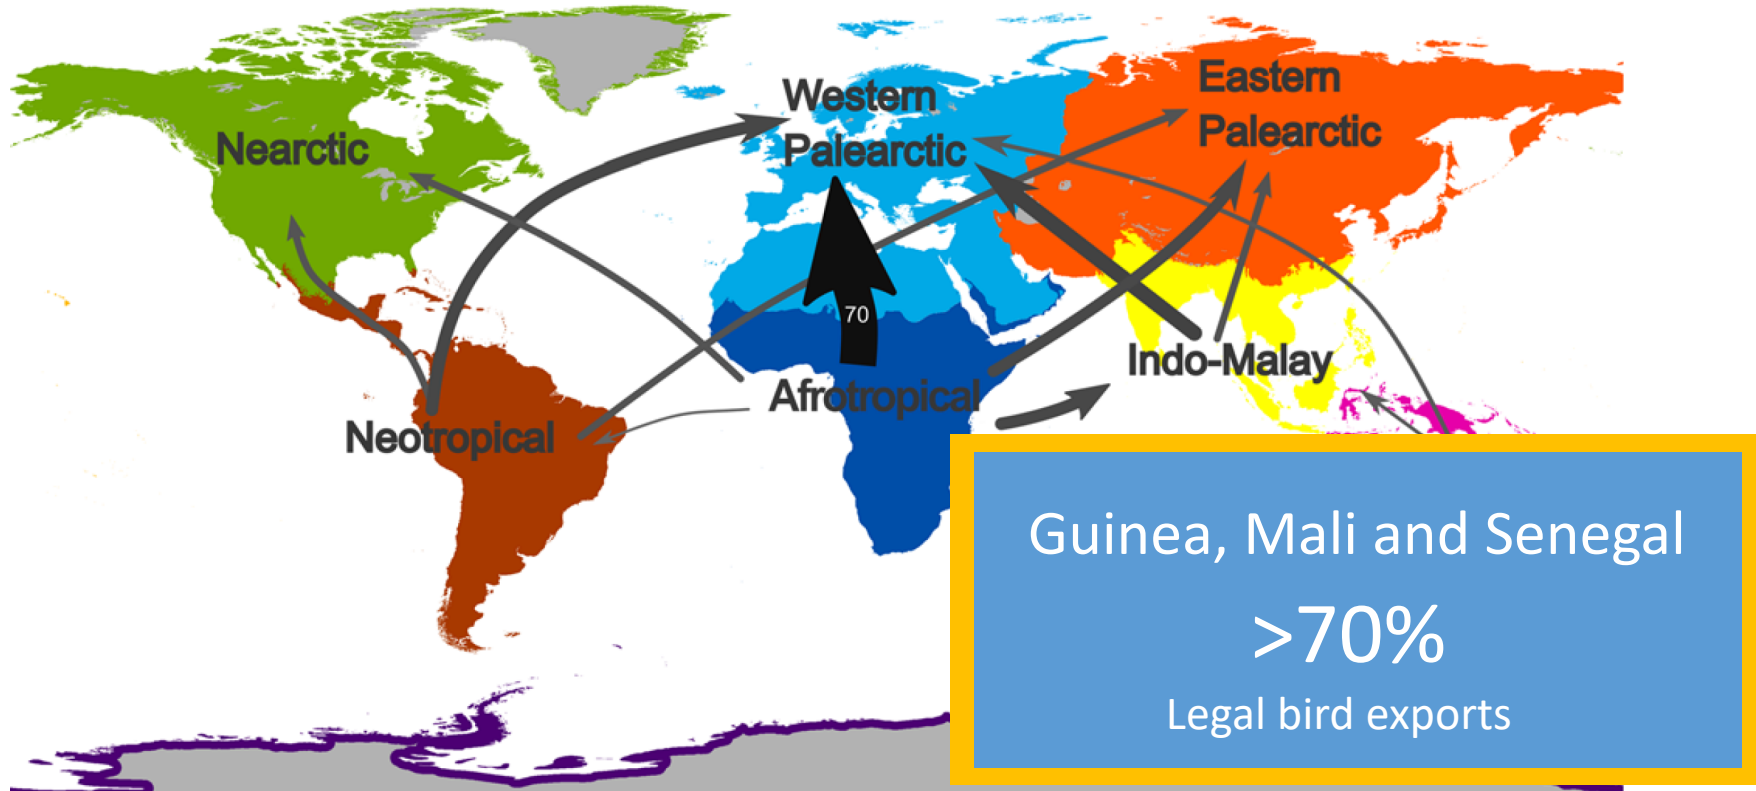 Nearctic
Western
Palearctic
Eastern
Palearctic
70
Indo-Malay
Afrotropical
Neotropical
Guinea, Mali and Senegal
>70%
Legal bird exports